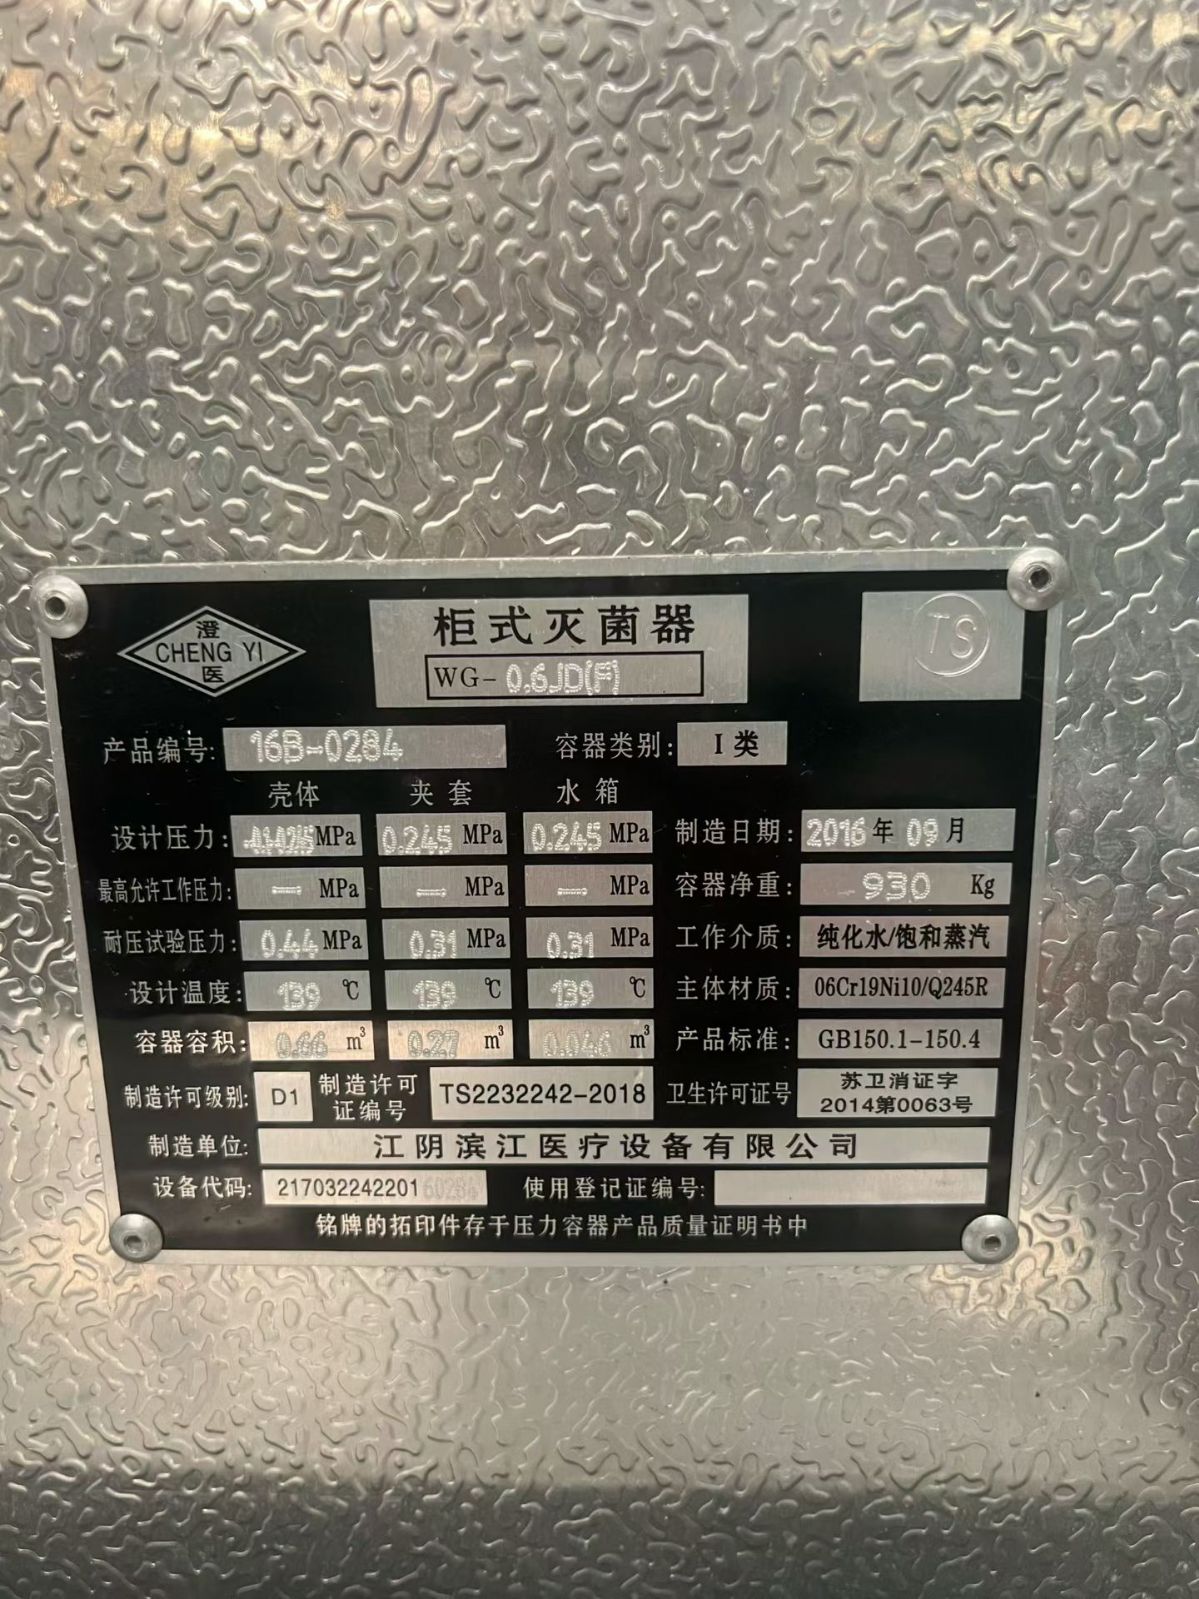 澄
CHENG YI
医
柜式灭菌器
WG-0.6JD(F)
TS
产品编号: 16B-0284 容器类别: I 类
壳体 夹套 水箱
设计压力: MPa 0.245 MPa 0.245 MPa 制造日期: 2016 年 09 月
最高允许工作压力: — MPa — MPa — MPa 容器净重: 930 Kg
耐压试验压力: 0.44 MPa 0.31 MPa 0.31 MPa 工作介质: 纯化水/饱和蒸汽
设计温度: 139 ℃ 139 ℃ 139 ℃ 主体材质: 06Cr19Ni10/Q245R
容器容积: 0.66 m³ 0.27 m³ 0.046 m³ 产品标准: GB150.1-150.4
制造许可级别: D1 制造许可证编号 TS2232242-2018 卫生许可证号 苏卫消证字2014第0063号
制造单位: 江阴滨江医疗设备有限公司
设备代码: 21703224220160284 使用登记证编号:
铭牌的拓印件存于压力容器产品质量证明书中